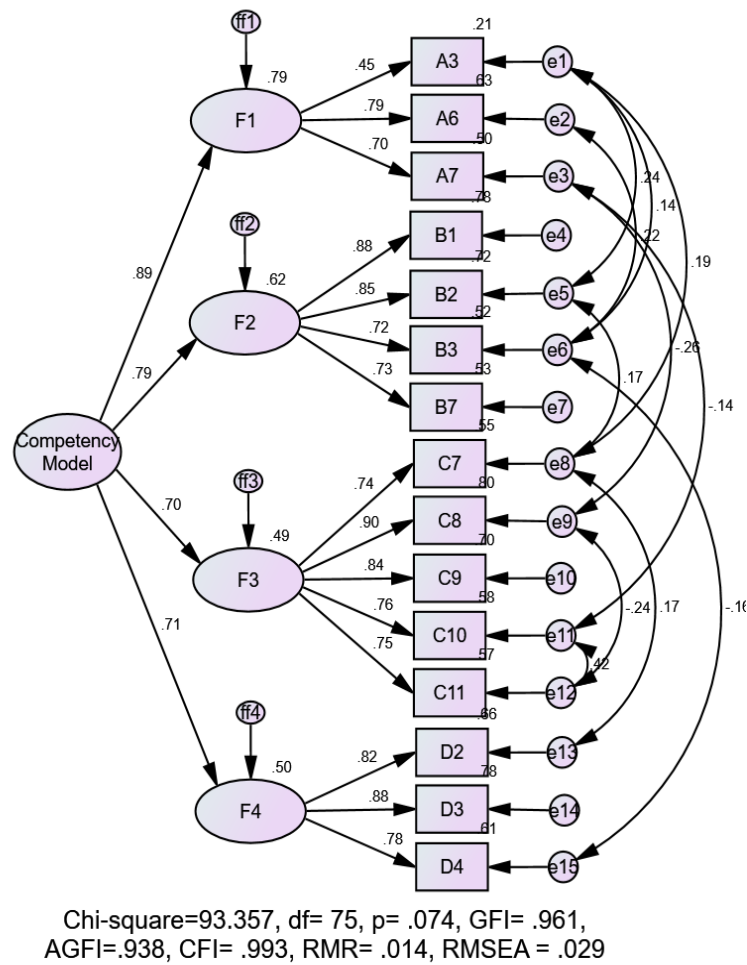 ff1
.21
.79
.45
A3
e1
F1
.63
.79
A6
e2
.50
.70
A7
e3
.24
.78
.14
ff2
.88
B1
e4
.22
.89
.72
.19
.62
.85
B2
e5
F2
.52
.72
B3
e6
-.26
.79
.53
.73
.17
B7
e7
-.14
.55
Competency
Model
C7
e8
ff3
.74
.80
.70
.90
C8
e9
.49
.70
F3
.84
C9
e10
.58
.76
-.24
.17
-.16
.71
C10
e11
.75
.57
.42
C11
e12
ff4
.66
.82
D2
e13
.50
.78
F4
.88
D3
e14
.61
.78
D4
e15
Chi-square=93.357, df= 75, p= .074, GFI= .961,
AGFI=.938, CFI= .993, RMR= .014, RMSEA = .029